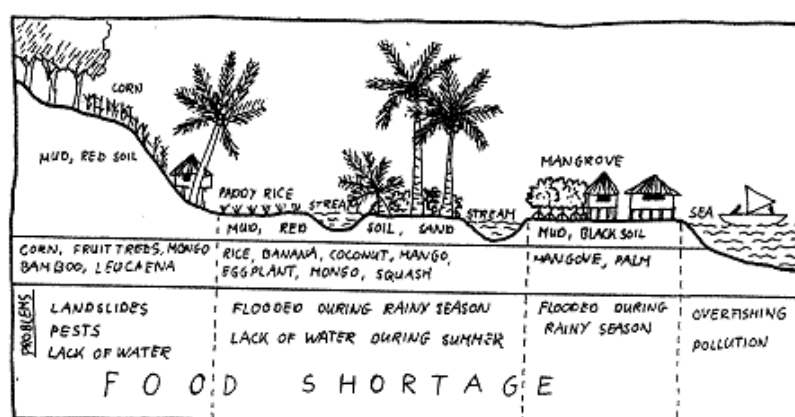 CORN
MUD, RED SOIL
MANGROVE
PADDY RICE
STREAM
STREAM
SEA
MUD, RED SOIL, SAND
MUD, BLACK SOIL
CORN, FRUIT TREES, MONGO
BAMBOO, LEUCAENA
RICE, BANANA, COCONUT, MANGO,
EGGPLANT, MONGO, SQUASH
MANGOVE, PALM
PROBLEMS
LANDSLIDES
PESTS
LACK OF WATER
FLOODED DURING RAINY SEASON
LACK OF WATER DURING SUMMER
FLOODED DURING
RAINY SEASON
OVERFISHING
POLLUTION
FOOD SHORTAGE